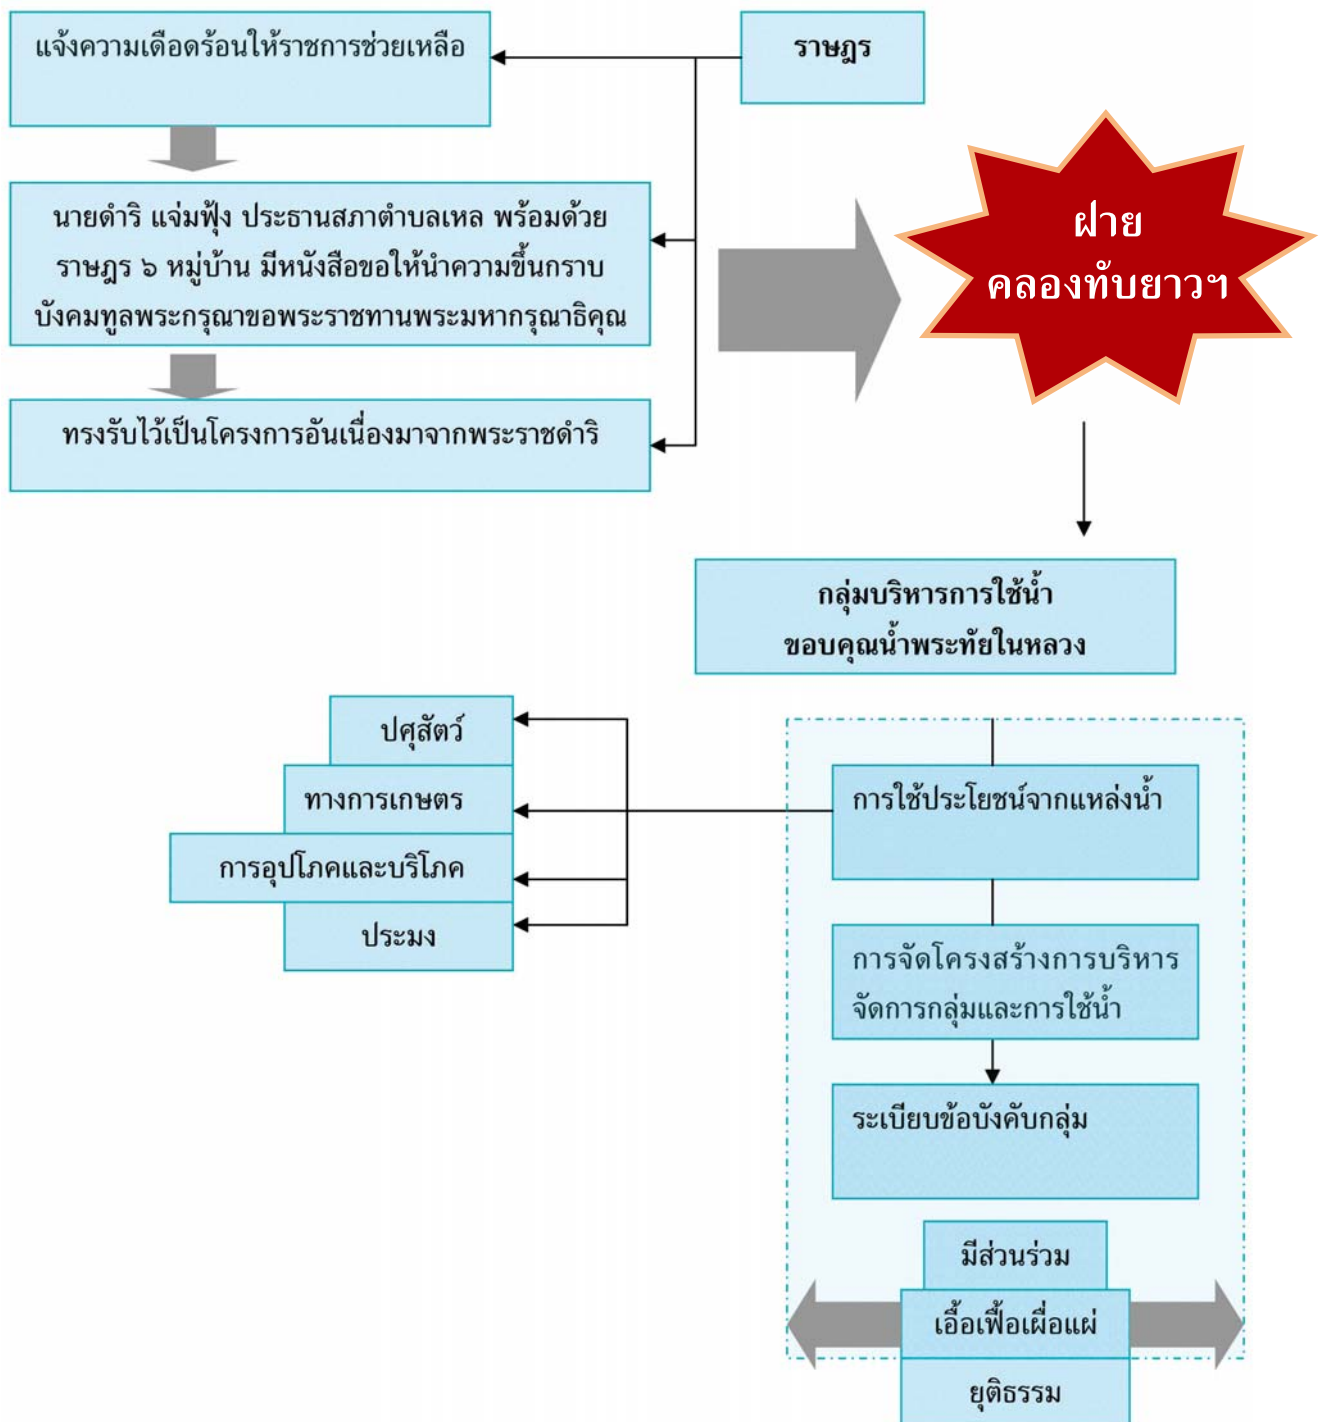 แจ้งความเดือดร้อนให้ราชการช่วยเหลือ
ราษฎร
นายดำริ แจ่มฟุ้ง ประธานสภาตำบลเหล พร้อมด้วย
ราษฎร ๖ หมู่บ้าน มีหนังสือขอให้นำความขึ้นกราบ
บังคมทูลพระกรุณาขอพระราชทานพระมหากรุณาธิคุณ
ฝาย
คลองทับยาวฯ
ทรงรับไว้เป็นโครงการอันเนื่องมาจากพระราชดำริ
กลุ่มบริหารการใช้น้ำ
ขอบคุณน้ำพระทัยในหลวง
ปศุสัตว์
ทางการเกษตร
การอุปโภคและบริโภค
ประมง
การใช้ประโยชน์จากแหล่งน้ำ
การจัดโครงสร้างการบริหาร
จัดการกลุ่มและการใช้น้ำ
ระเบียบข้อบังคับกลุ่ม
มีส่วนร่วม
เอื้อเฟื้อเผื่อแผ่
ยุติธรรม